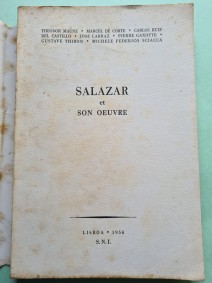 THEODOR MAUNZ • MARCEL DE CORTE • CARLOS RUIZ
DEL CASTILLO • JOSÉ LARRAZ • PIERRE GAXOTTE •
GUSTAVE THIBON • MICHELE FEDERICO SCIACCA
SALAZAR
et
SON OEUVRE
LISBOA • 1956
S. N. I.